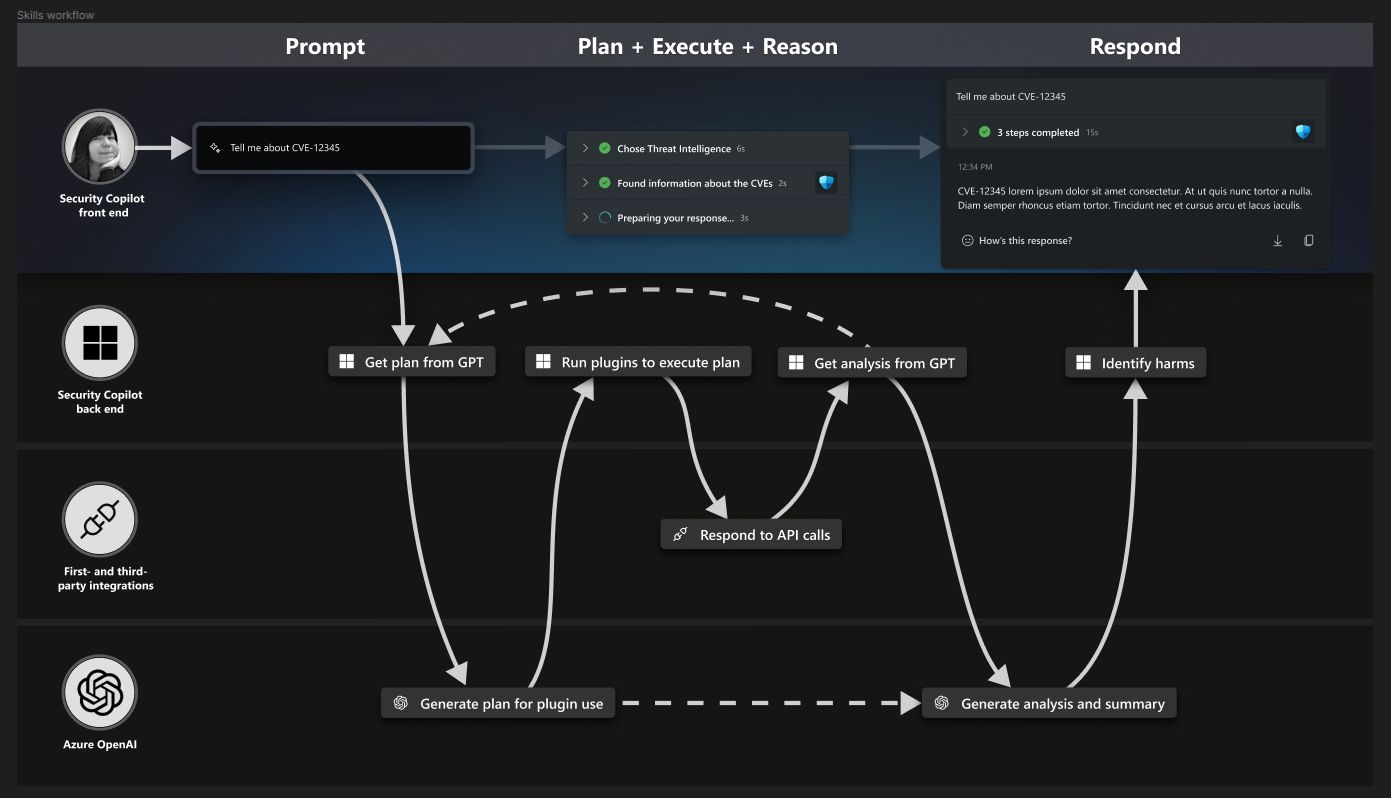 Skills workflow
Prompt
Plan + Execute + Reason
Respond
Security Copilot
front end
Tell me about CVE-12345
Chose Threat Intelligence 6s
Found information about the CVEs 2s
Preparing your response... 3s
Tell me about CVE-12345
3 steps completed 15s
12:34 PM
CVE-12345 lorem ipsum dolor sit amet consectetur. At ut quis nunc tortor a nulla.
Diam semper rhoncus etiam tortor. Tincidunt nec et cursus arcu et lacus iaculis.
How's this response?
Security Copilot
back end
Get plan from GPT
Run plugins to execute plan
Get analysis from GPT
Identify harms
First- and third-
party integrations
Respond to API calls
Azure OpenAI
Generate plan for plugin use
Generate analysis and summary